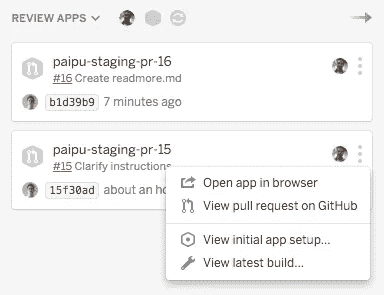 REVIEW APPS
paipu-staging-pr-16
#16 Create readmore.md
b1d39b9 7 minutes ago
paipu-staging-pr-15
#15 Clarify instructions
15f30ad about an ho
Open app in browser
View pull request on GitHub
View initial app setup...
View latest build...